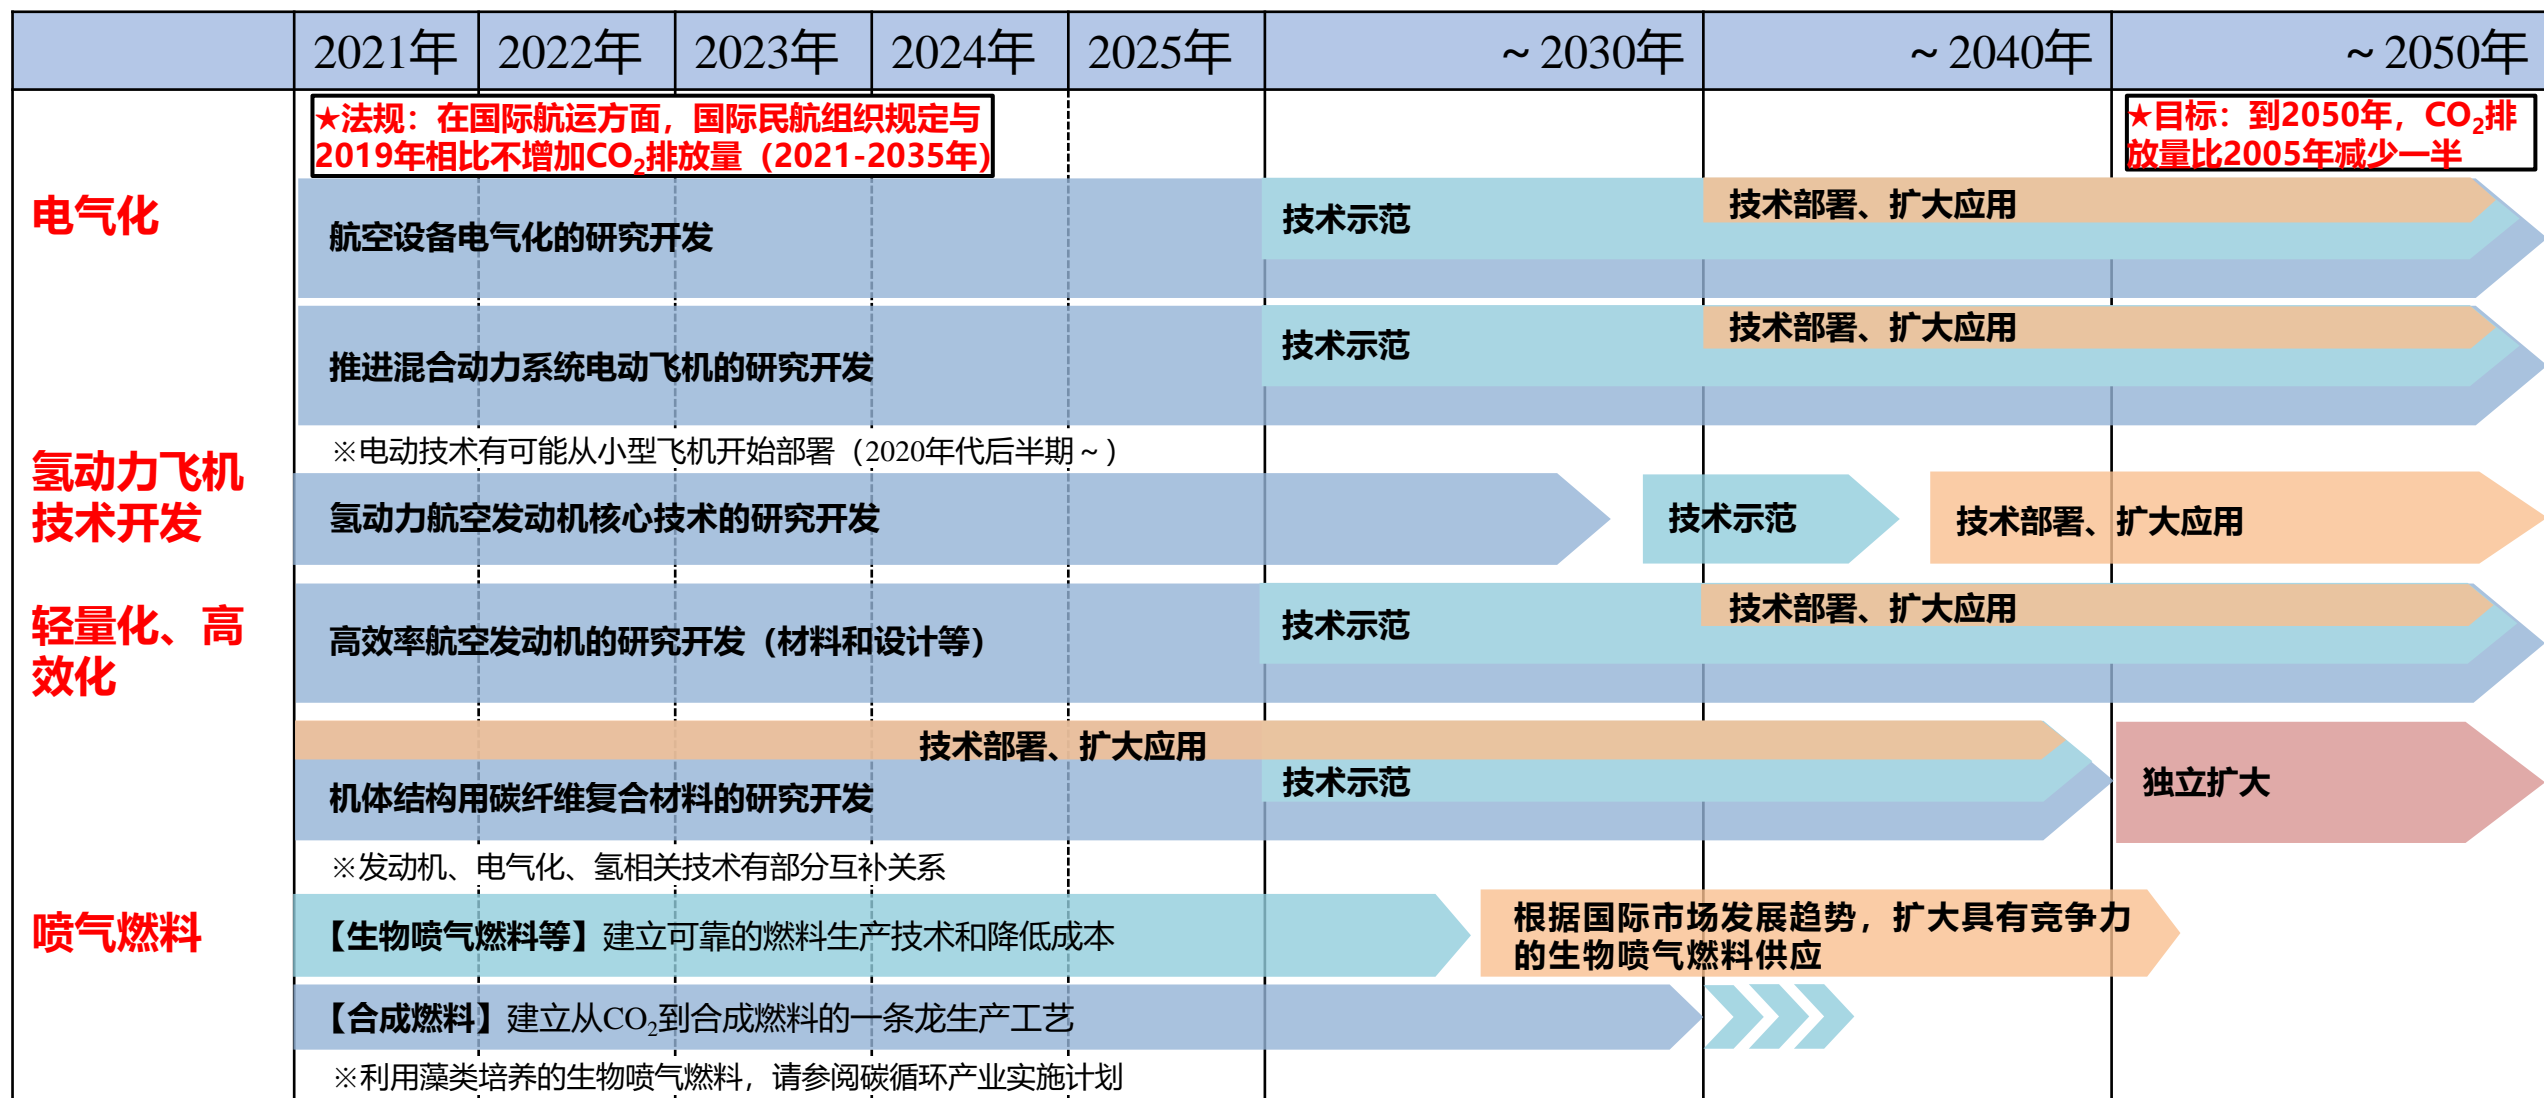 2021年 2022年 2023年 2024年 2025年 ~2030年 ~2040年 ~2050年
★法规：在国际航运方面，国际民航组织规定与
2019年相比不增加CO₂排放量（2021-2035年）
★目标：到2050年，CO₂排
放量比2005年减少一半
电气化
航空设备电气化的研究开发
技术示范
技术部署、扩大应用
推进混合动力系统电动飞机的研究开发
技术示范
技术部署、扩大应用
※电动技术有可能从小型飞机开始部署（2020年代后半期~）
氢动力飞机
技术开发
氢动力航空发动机核心技术的研究开发
技术示范
技术部署、扩大应用
轻量化、高
效化
高效率航空发动机的研究开发（材料和设计等）
技术示范
技术部署、扩大应用
技术部署、扩大应用
机体结构用碳纤维复合材料的研究开发
技术示范
独立扩大
※发动机、电气化、氢相关技术有部分互补关系
喷气燃料
【生物喷气燃料等】建立可靠的燃料生产技术和降低成本
根据国际市场发展趋势，扩大具有竞争力
的生物喷气燃料供应
【合成燃料】建立从CO₂到合成燃料的一条龙生产工艺
※利用藻类培养的生物喷气燃料，请参阅碳循环产业实施计划